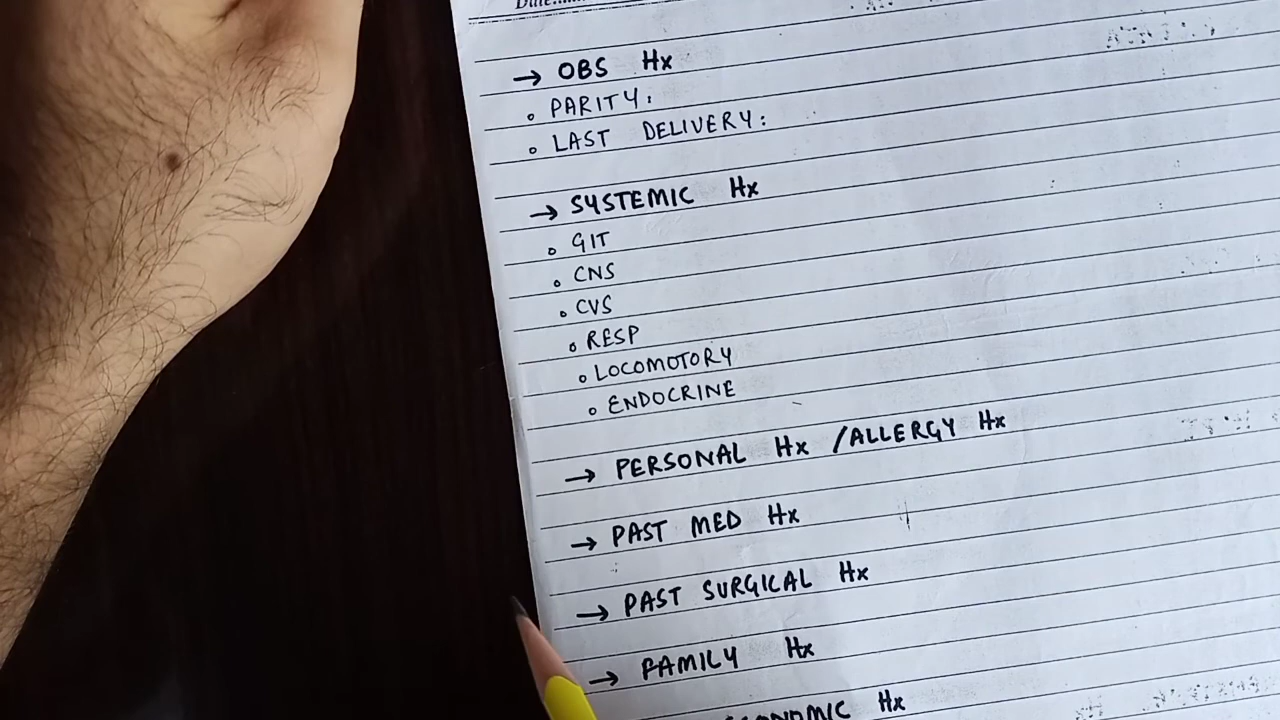 Date.....
→ OBS Hx
• PARITY:
• LAST DELIVERY:
→ SYSTEMIC Hx
• GIT
• CNS
• CVS
• RESP
• LOCOMOTORY
• ENDOCRINE
→ PERSONAL Hx /ALLERGY Hx
→ PAST MED Hx
→ PAST SURGICAL Hx
→ FAMILY Hx
Hx